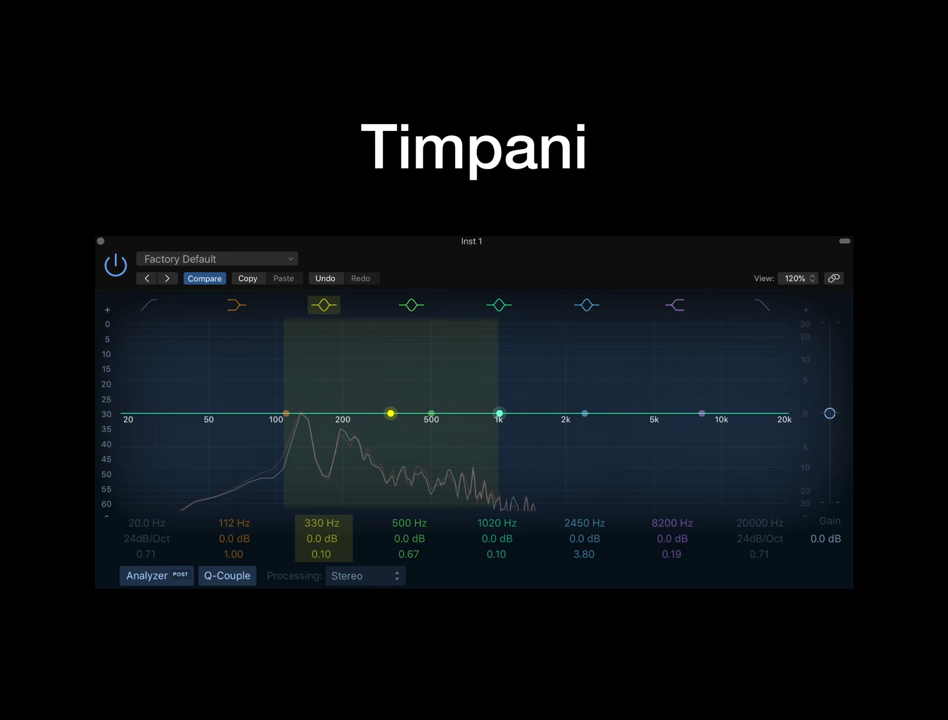 Timpani
Inst 1
Factory Default
Compare Copy Paste Undo Redo View: 120%
+ +
0 30
5 20
10 10
15
20 5
25
30 20 50 100 200 500 1k 2k 5k 10k 20k 0
35
40
45 5
50
55 10
60 20
- 30
20.0 Hz 112 Hz 330 Hz 500 Hz 1020 Hz 2450 Hz 8200 Hz 20000 Hz Gain
24dB/Oct 0.0 dB 0.0 dB 0.0 dB 0.0 dB 0.0 dB 0.0 dB 24dB/Oct 0.0 dB
0.71 1.00 0.10 0.67 0.10 3.80 0.19 0.71
Analyzer POST Q-Couple Processing: Stereo